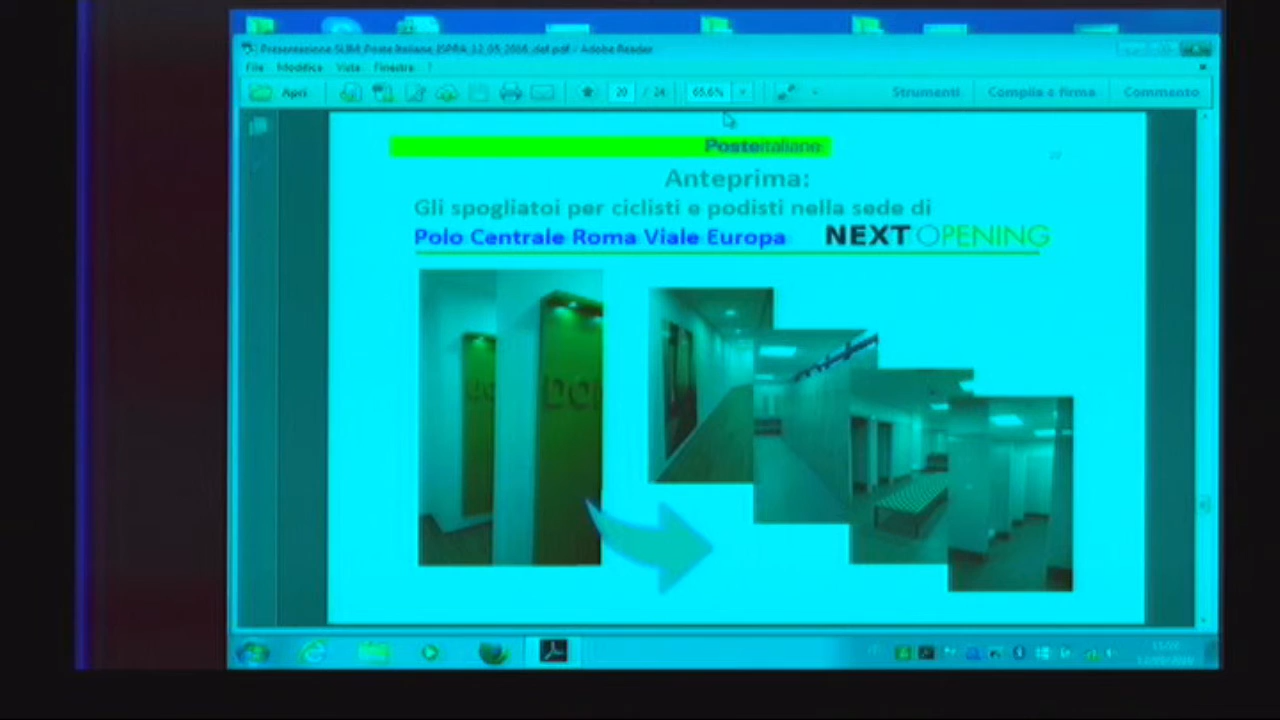 Presentazione SLIM Poste Italiane_ISPRA_12_05_2016_def.pdf - Adobe Reader
File Modifica Vista Finestra ?
Apri 20 / 24 65,6% Strumenti Compila e firma Commento
Posteitaliane
Anteprima:
Gli spogliatoi per ciclisti e podisti nella sede di
Polo Centrale Roma Viale Europa NEXT OPENING